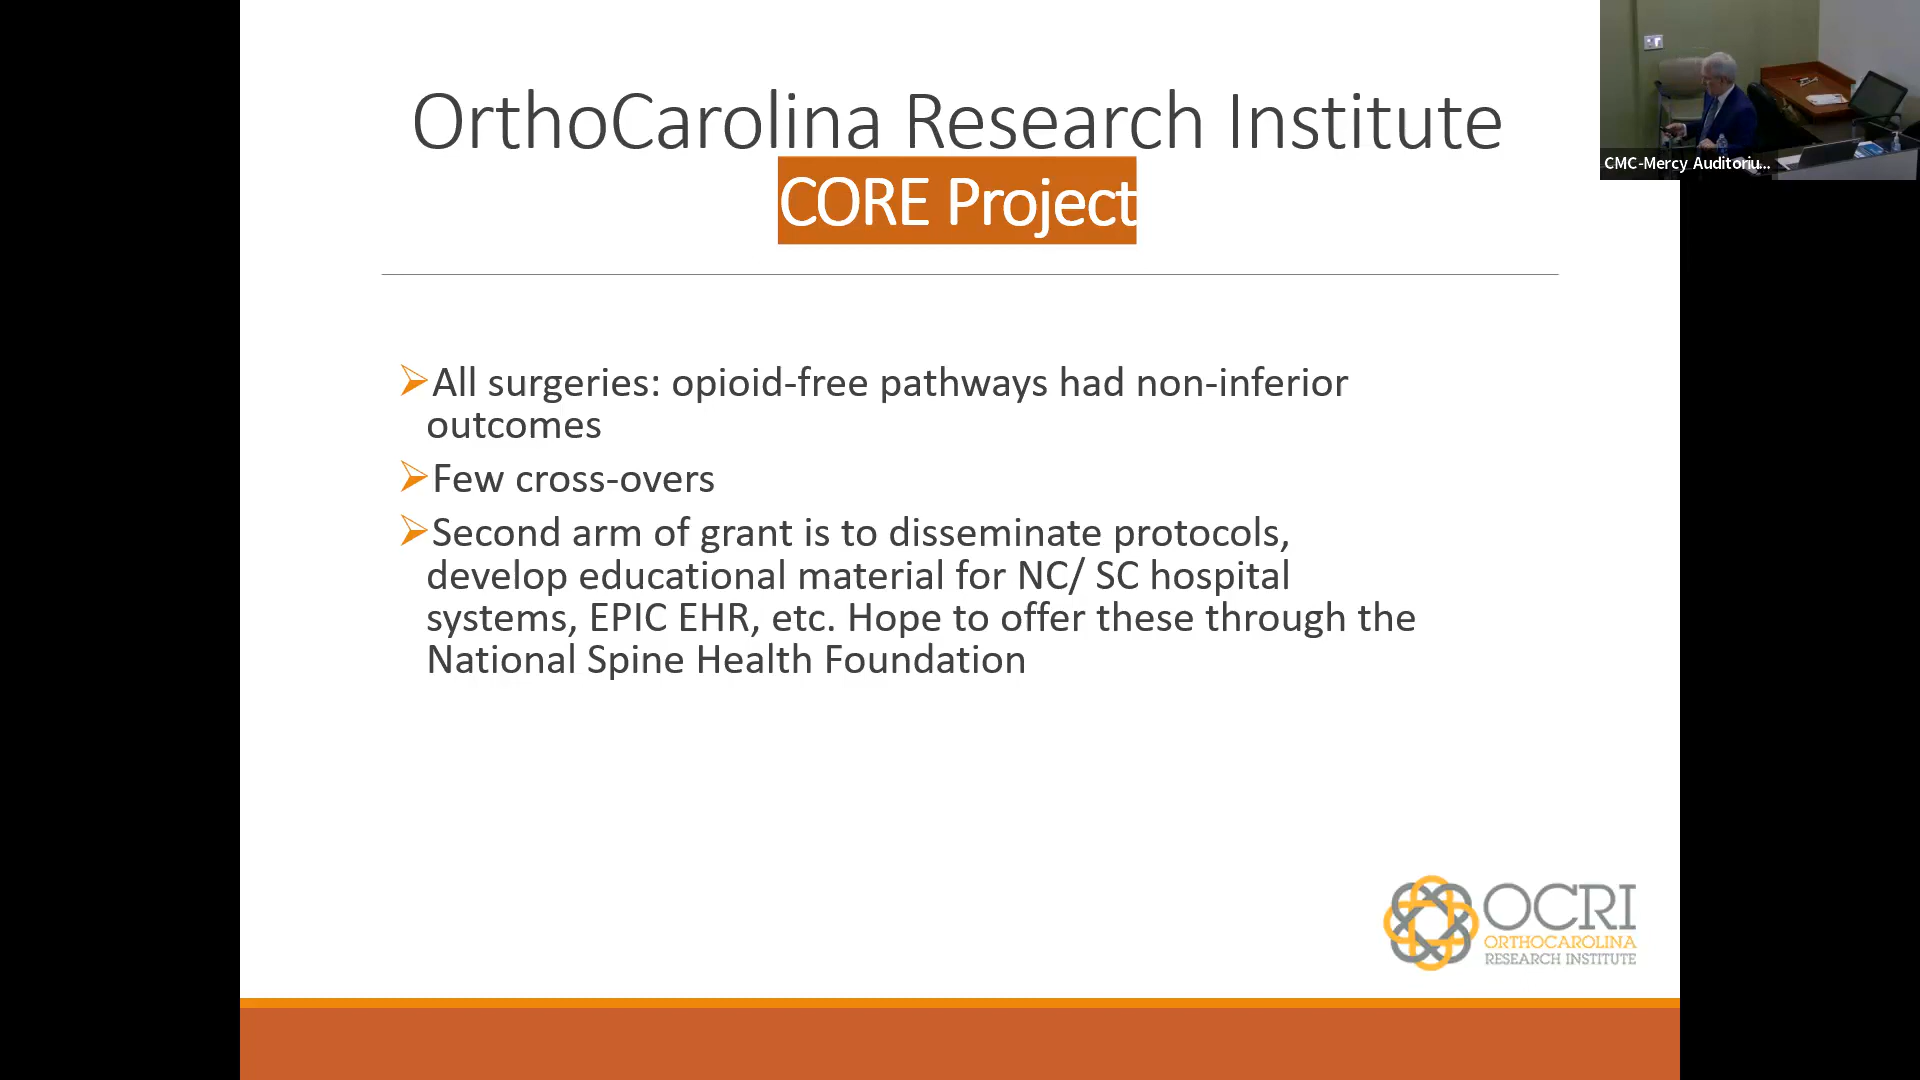 OrthoCarolina Research Institute
CORE Project
CMC-Mercy Auditoriu...
➢All surgeries: opioid-free pathways had non-inferior
outcomes
➢Few cross-overs
➢Second arm of grant is to disseminate protocols,
develop educational material for NC/ SC hospital
systems, EPIC EHR, etc. Hope to offer these through the
National Spine Health Foundation
OCRI
ORTHOCAROLINA
RESEARCH INSTITUTE